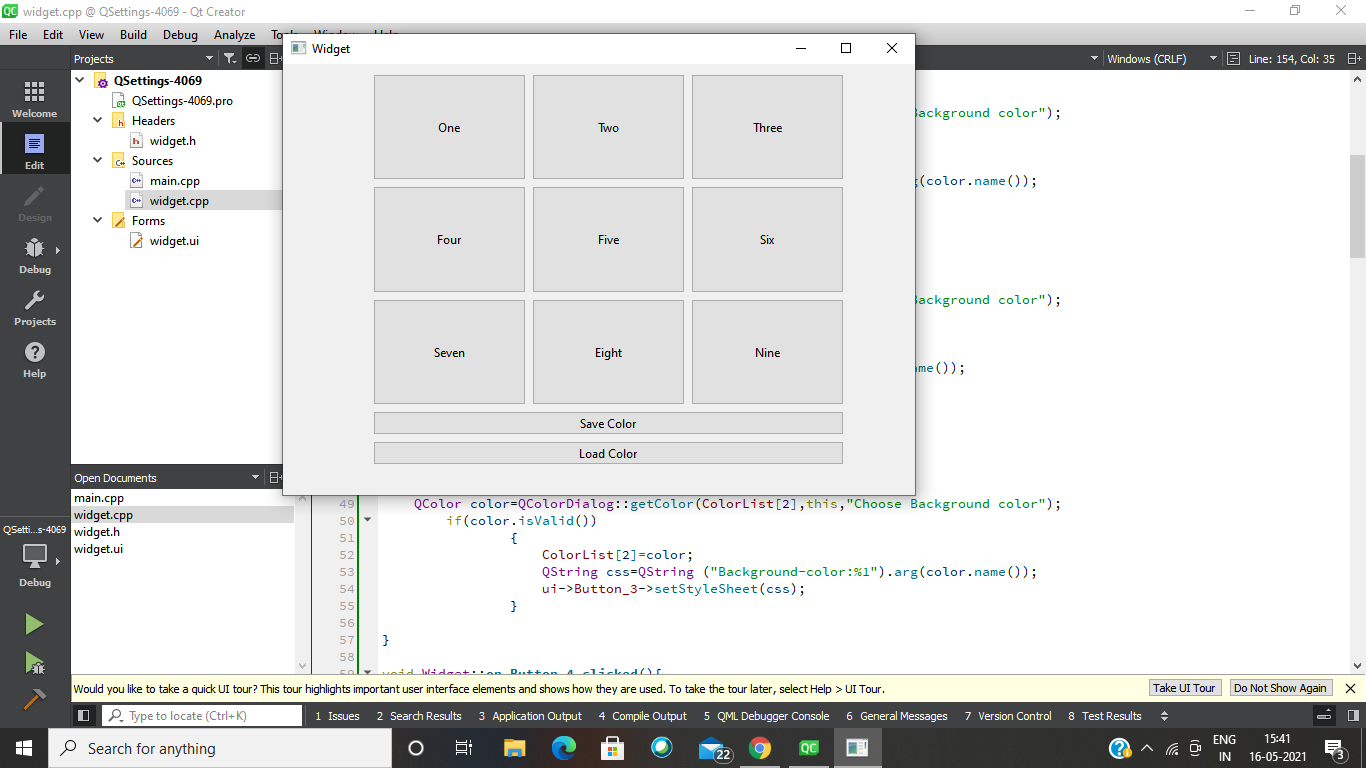 widget.cpp @ QSettings-4069 - Qt Creator
File Edit View Build Debug Analyze
Projects
Windows (CRLF)
Line: 154, Col: 35
Widget
Welcome
Edit
Design
Debug
Projects
Help
QSettings-4069
QSettings-4069.pro
Headers
widget.h
Sources
main.cpp
widget.cpp
Forms
widget.ui
One Two Three
Four Five Six
Seven Eight Nine
Save Color
Load Color
Background color");
(color.name());
Background color");
me());
Open Documents
main.cpp
widget.cpp
widget.h
widget.ui
QSetti...s-4069
Debug
49 QColor color=QColorDialog::getColor(ColorList[2],this,"Choose Background color");
50 if(color.isValid())
51 {
52 ColorList[2]=color;
53 QString css=QString ("Background-color:%1").arg(color.name());
54 ui->Button_3->setStyleSheet(css);
55 }
56
57 }
58
59 void Widget::on_Button_4_clicked(){
Would you like to take a quick UI tour? This tour highlights important user interface elements and shows how they are used. To take the tour later, select Help > UI Tour.
Take UI Tour
Do Not Show Again
Type to locate (Ctrl+K)
1 Issues 2 Search Results 3 Application Output 4 Compile Output 5 QML Debugger Console 6 General Messages 7 Version Control 8 Test Results
Search for anything
22
QC
ENG
IN
15:41
16-05-2021
3